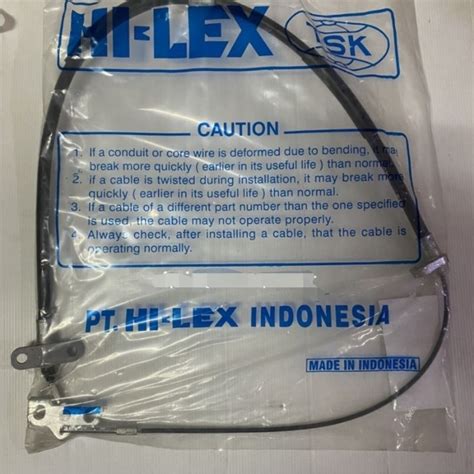 HI-LEX
SK
CAUTION
1. If a conduit or core wire is deformed due to bending, it may
break more quickly ( earlier in its useful life ) than normal.
2. if a cable is twisted during installation, it may break more
quickly ( earlier in its useful life ) than normal.
3. If a cable of a different part number than the one specified
is used, the cable may not operate properly.
4. Always check, after installing a cable, that the cable is
operating normally.
PT. HI-LEX INDONESIA
MADE IN INDONESIA